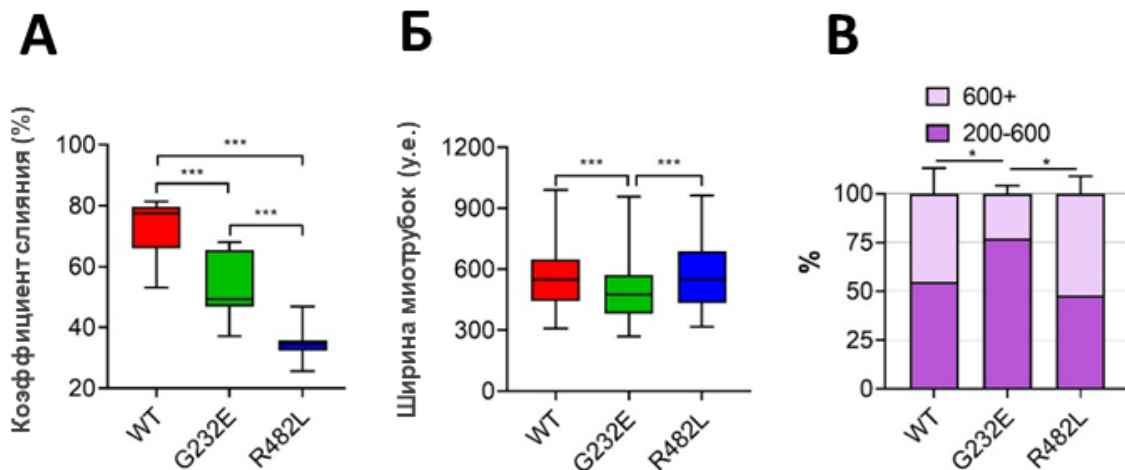 А
Коэффициент слияния (%)
100
80
60
40
20
***
***
***
WT
G232E
R482L
Б
Ширина миотрубок (у.е.)
1200
900
600
300
0
***
***
WT
G232E
R482L
В
600+
200-600
%
100
75
50
25
0
*
*
WT
G232E
R482L